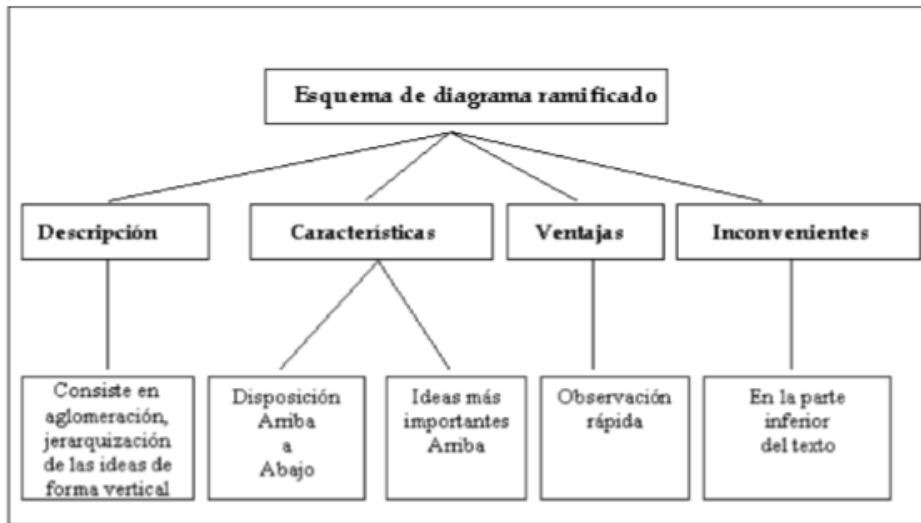 Esquema de diagrama ramificado
Descripción
Características
Ventajas
Inconvenientes
Consiste en
aglomeración,
jerarquización
de las ideas de
forma vertical
Disposición
Arriba
a
Abajo
Ideas más
importantes
Arriba
Observación
rápida
En la parte
inferior
del texto